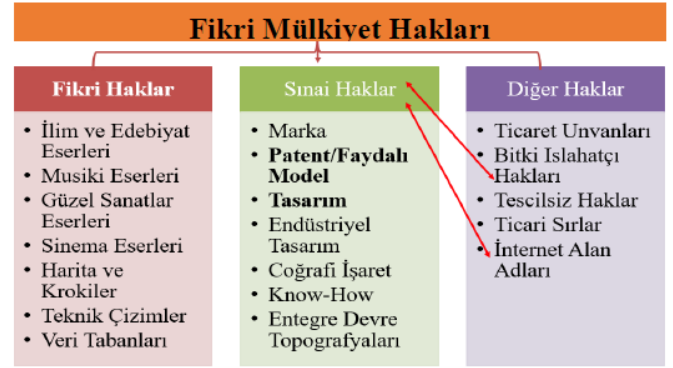 Fikri Mülkiyet Hakları
Fikri Haklar
• İlim ve Edebiyat
Eserleri
• Musiki Eserleri
• Güzel Sanatlar
Eserleri
• Sinema Eserleri
• Harita ve
Krokiler
• Teknik Çizimler
• Veri Tabanları
Sınai Haklar
• Marka
• Patent/Faydalı
Model
• Tasarım
• Endüstriyel
Tasarım
• Coğrafi İşaret
• Know-How
• Entegre Devre
Topografyaları
Diğer Haklar
• Ticaret Unvanları
• Bitki Islahatçı
Hakları
• Tescilsiz Haklar
• Ticari Sırlar
• İnternet Alan
Adları